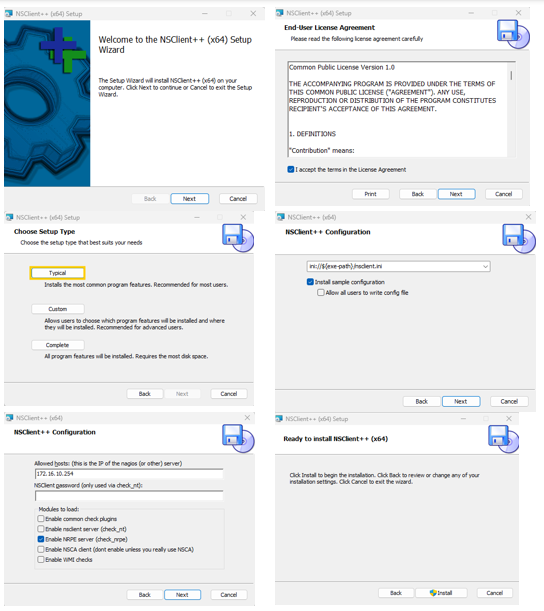 NSClient++ (x64) Setup
Welcome to the NSClient++ (x64) Setup
Wizard
The Setup Wizard will install NSClient++ (x64) on your
computer. Click Next to continue or Cancel to exit the Setup
Wizard.
Back
Next
Cancel
NSClient++ (x64) Setup
End-User License Agreement
Please read the following license agreement carefully
Common Public License Version 1.0
THE ACCOMPANYING PROGRAM IS PROVIDED UNDER THE TERMS OF
THIS COMMON PUBLIC LICENSE ("AGREEMENT"). ANY USE,
REPRODUCTION OR DISTRIBUTION OF THE PROGRAM CONSTITUTES
RECIPIENT'S ACCEPTANCE OF THIS AGREEMENT.
1. DEFINITIONS
"Contribution" means:
I accept the terms in the License Agreement
Print
Back
Next
Cancel
NSClient++ (x64) Setup
Choose Setup Type
Choose the setup type that best suits your needs
Typical
Installs the most common program features. Recommended for most users.
Custom
Allows users to choose which program features will be installed and where
they will be installed. Recommended for advanced users.
Complete
All program features will be installed. Requires the most disk space.
Back
Next
Cancel
NSClient++ (x64)
NSClient++ Configuration
ini://${exe-path}/nsclient.ini
Install sample configuration
Allow all users to write config file
Back
Next
Cancel
NSClient++ (x64)
NSClient++ Configuration
Allowed hosts: (this is the IP of the nagios (or other) server)
172.16.10.254
NSClient password (only used via check_nt):
Modules to load:
Enable common check plugins
Enable nsclient server (check_nt)
Enable NRPE server (check_nrpe)
Enable NSCA client (dont enable unless you really use NSCA)
Enable WMI checks
Back
Next
Cancel
NSClient++ (x64) Setup
Ready to install NSClient++ (x64)
Click Install to begin the installation. Click Back to review or change any of your
installation settings. Click Cancel to exit the wizard.
Back
Install
Cancel